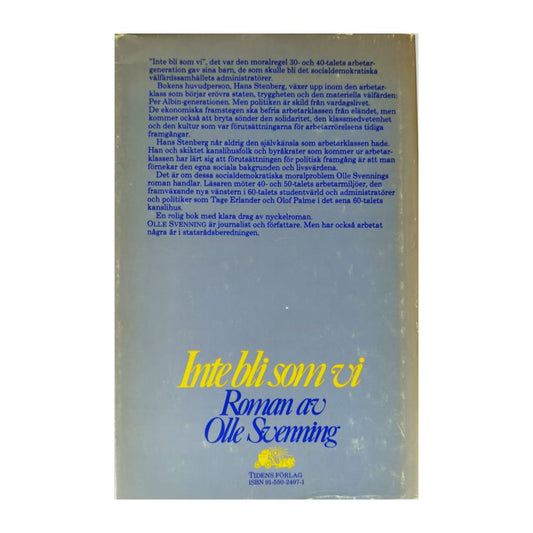 "Inte bli som vi", det var den moralregel 30- och 40-talets arbetar-
generation gav sina barn, de som skulle bli det socialdemokratiska
välfärdssamhällets administratörer.
Bokens huvudperson, Hans Stenberg, växer upp inom den arbetar-
klass som börjar erövra staten, tryggheten och den materiella välfärden:
Per Albin-generationen. Men politiken är skild från vardagslivet.
De ekonomiska framstegen ska befria arbetarklassen från eländet, men
kommer också att bryta sönder den solidaritet, den klassmedvetenhet
och den kultur som var förutsättningarna för arbetarrörelsens tidiga
framgångar.
Hans Stenberg når aldrig den självkänsla som arbetarklassen hade.
Han och skiktet kanslihusfolk och byråkrater som kommer ur arbetar-
klassen har lärt sig att förutsättningen för politisk framgång är att man
förnekar den egna sociala bakgrunden och livsvärdena.
Det är om dessa socialdemokratiska moralproblem Olle Svennings
roman handlar. Läsaren möter 40- och 50-talets arbetarmiljöer, den
framväxande nya vänstern i 60-talets studentvärld och administratörer
och politiker som Tage Erlander och Olof Palme i det sena 60-talets
kanslihus.
En rolig bok med klara drag av nyckelroman.
OLLE SVENNING är journalist och författare. Men har också arbetat
några år i statsrådsberedningen.
Inte bli som vi
Roman av
Olle Svenning
TIDENS FÖRLAG
ISBN 91-550-2497-1